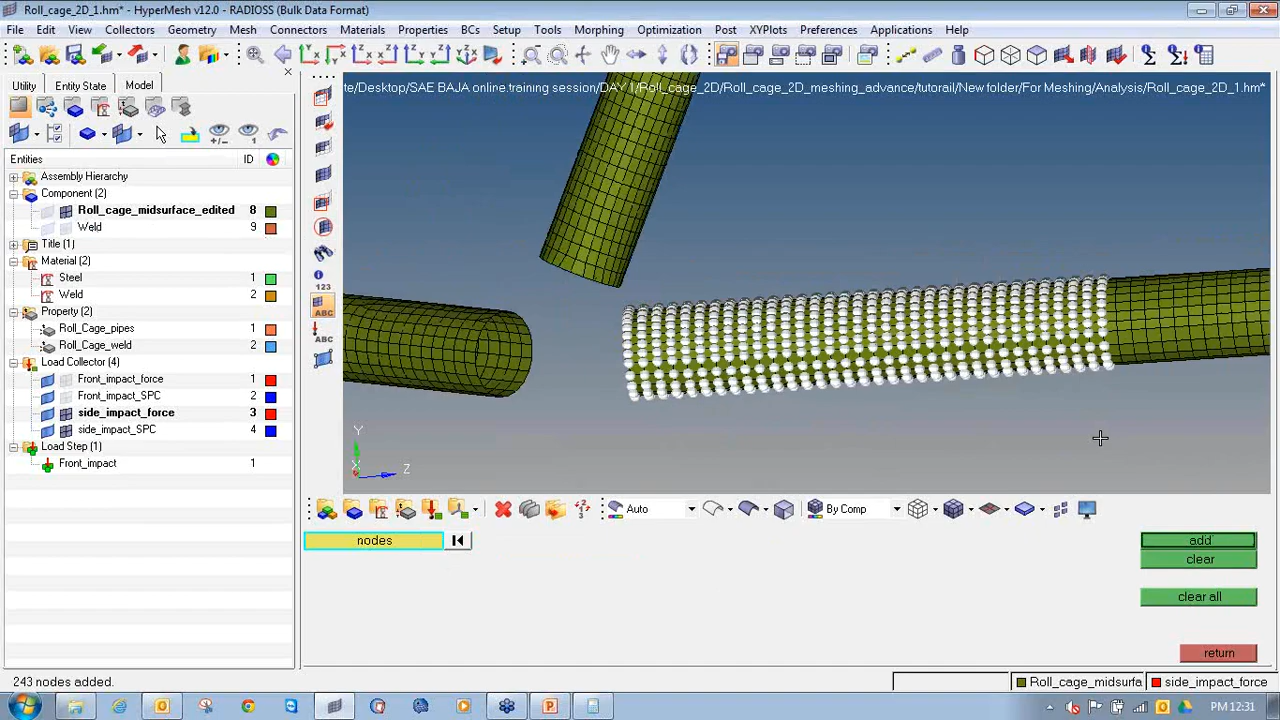 Roll_cage_2D_1.hm* - HyperMesh v12.0 - RADIOSS (Bulk Data Format)
File Edit View Collectors Geometry Mesh Connectors Materials Properties BCs Setup Tools Morphing Optimization Post XYPlots Preferences Applications Help
Utility Entity State Model
te/Desktop/SAE BAJA online training session/DAY 1/Roll_cage_2D/Roll_cage_2D_meshing_advance/tutorail/New folder/For Meshing/Analysis/Roll_cage_2D_1.hm*
Entities ID
Assembly Hierarchy
Component (2)
Roll_cage_midsurface_edited 8
Weld 9
Title (1)
Material (2)
Steel 1
Weld 2
Property (2)
Roll_Cage_pipes 1
Roll_Cage_weld 2
Load Collector (4)
Front_impact_force 1
Front_impact_SPC 2
side_impact_force 3
side_impact_SPC 4
Load Step (1)
Front_impact 1
123
ABC
ABC
Y
X
Z
Auto By Comp
nodes
add
clear
clear all
return
243 nodes added.
Roll_cage_midsurfa side_impact_force
PM 12:31